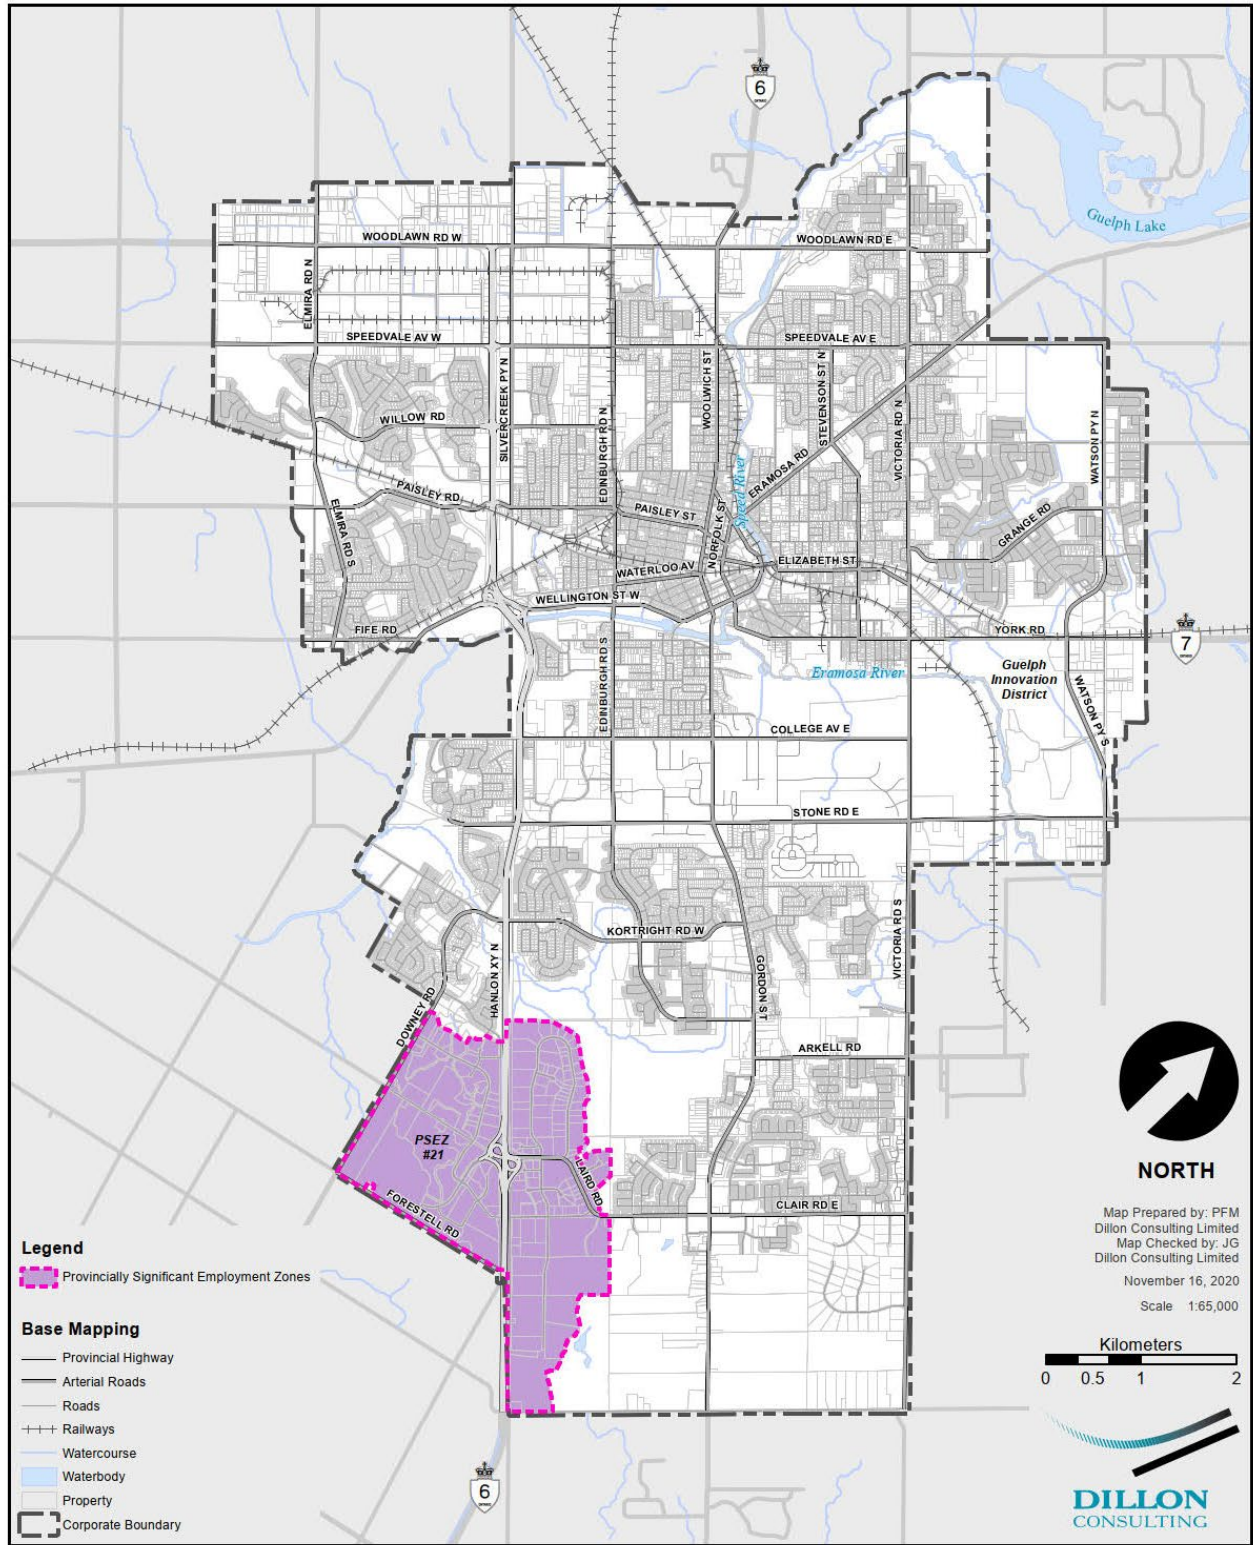 6
Guelph Lake
WOODLAWN RD W
WOODLAWN RD E
ELMIRA RD N
SPEEDVALE AV W
SPEEDVALE AV E
WOOLWICH ST
STEVENSON ST N
SILVERCREEK PY N
EDINBURGH RD N
VICTORIA RD N
WATSON PY N
WILLOW RD
ERAMOSA RD
Speed River
PAISLEY RD
PAISLEY ST
NORFOLK ST
GRANGE RD
ELMIRA RD S
WATERLOO AV
ELIZABETH ST
WELLINGTON ST W
FIFE RD
YORK RD
7
Guelph
Innovation
District
Eramosa River
EDINBURGH RD S
WATSON PY S
COLLEGE AV E
STONE RD E
KORTRIGHT RD W
VICTORIA RD S
HANLON XY N
GORDON ST
DOWNEY RD
ARKELL RD
PSEZ
#21
LAIRD RD
FORESTELL RD
CLAIR RD E
6
NORTH
Map Prepared by: PFM
Dillon Consulting Limited
Map Checked by: JG
Dillon Consulting Limited
November 16, 2020
Scale 1:65,000
Kilometers
0 0.5 1 2
DILLON
CONSULTING
Legend
Provincially Significant Employment Zones
Base Mapping
Provincial Highway
Arterial Roads
Roads
Railways
Watercourse
Waterbody
Property
Corporate Boundary